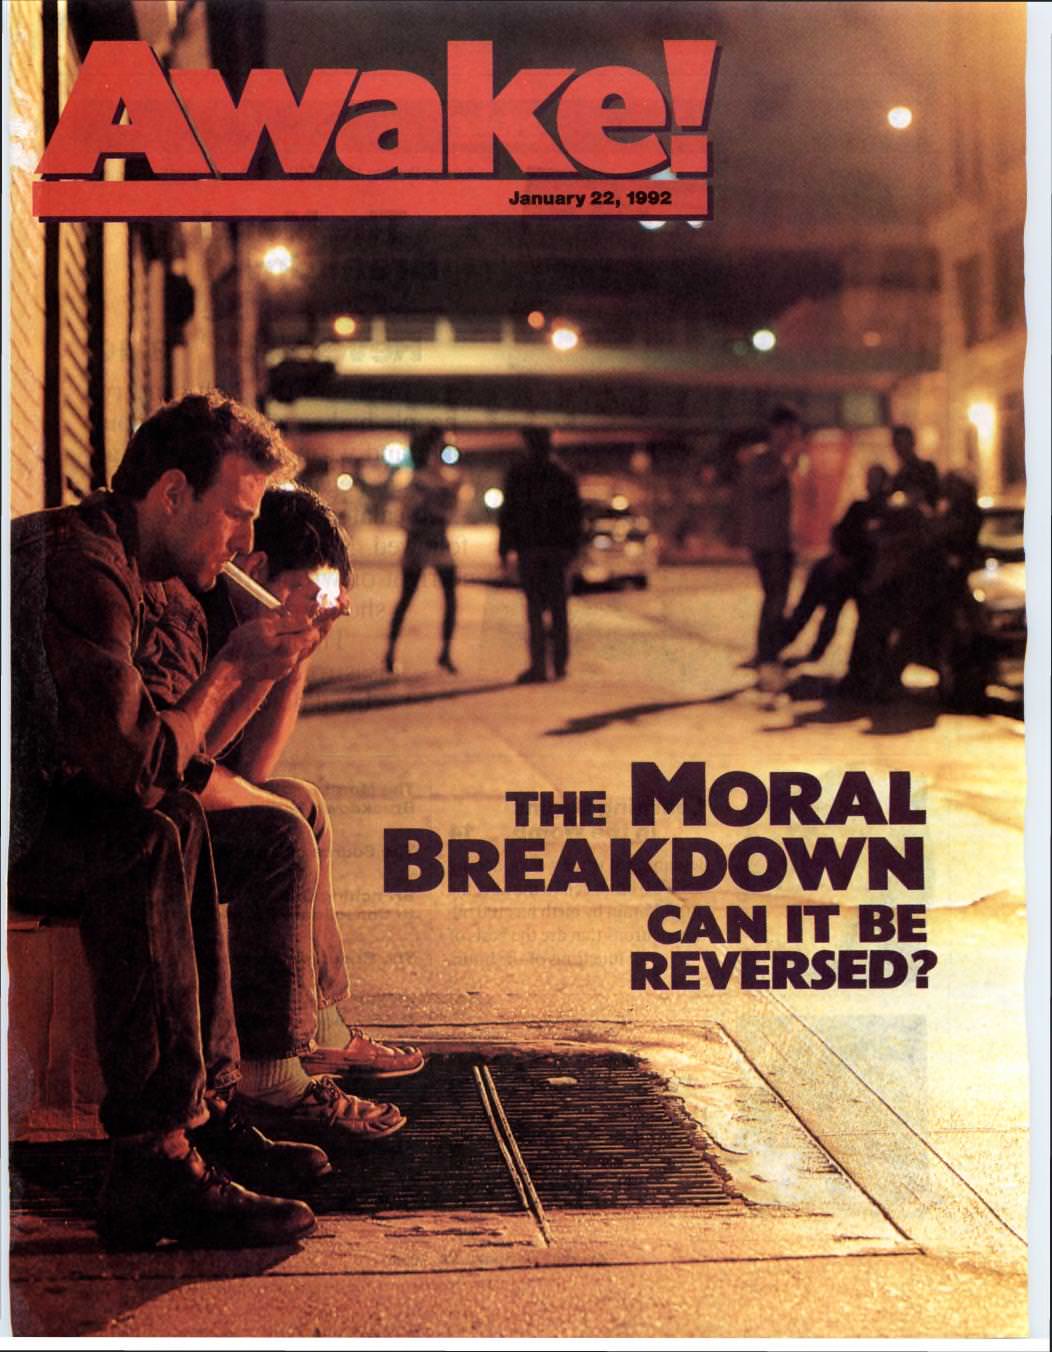 Awake!
January 22, 1992
THE MORAL
BREAKDOWN
CAN IT BE
REVERSED?